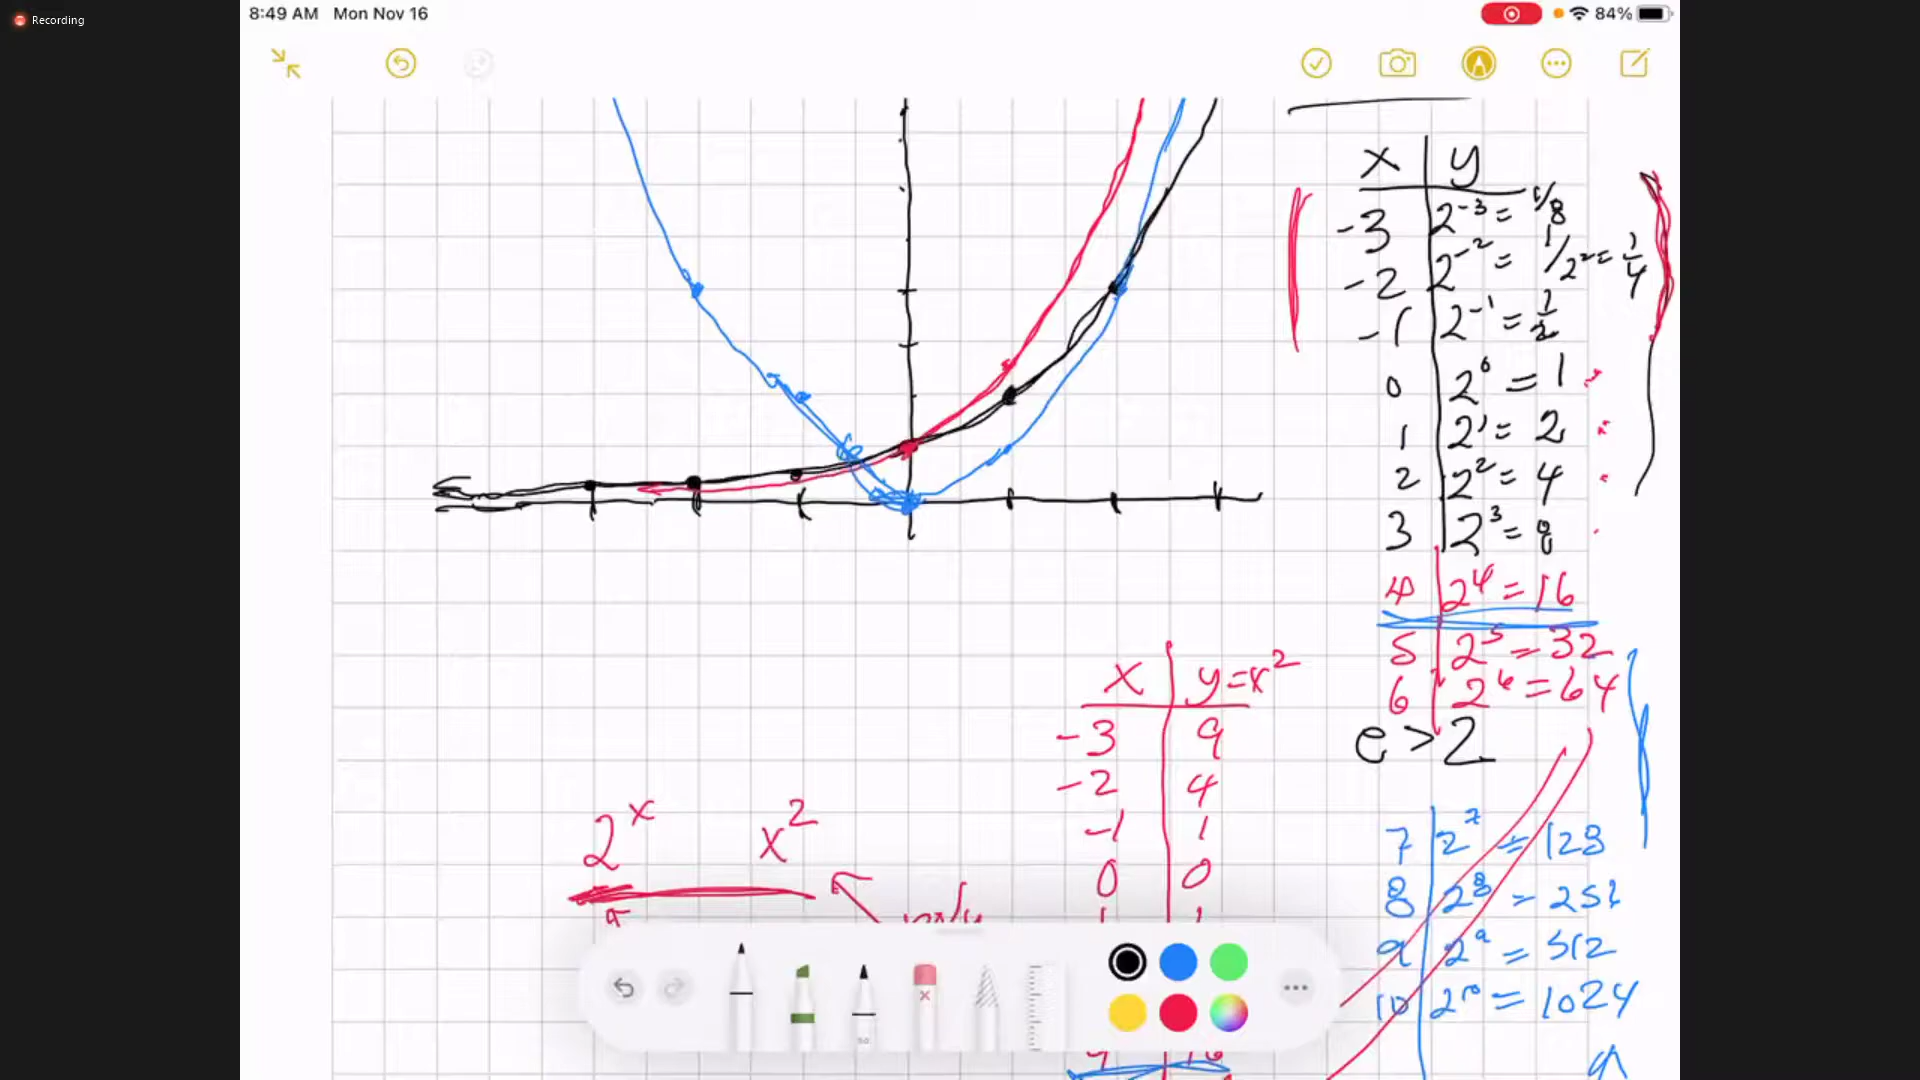 Recording
8:49 AM Mon Nov 16
84%
x y
-3 2^-3 = 1/8
-2 2^-2 = 1/2^2 = 1/4
-1 2^-1 = 1/2
0 2^0 = 1
1 2^1 = 2
2 2^2 = 4
3 2^3 = 8
4 2^4 = 16
5 2^5 = 32
6 2^6 = 64
e > 2
7 2^7 = 128
8 2^8 = 256
9 2^9 = 512
10 2^10 = 1024
x y=x^2
-3 9
-2 4
-1 1
0 0
1 1
4 16
2^x x^2